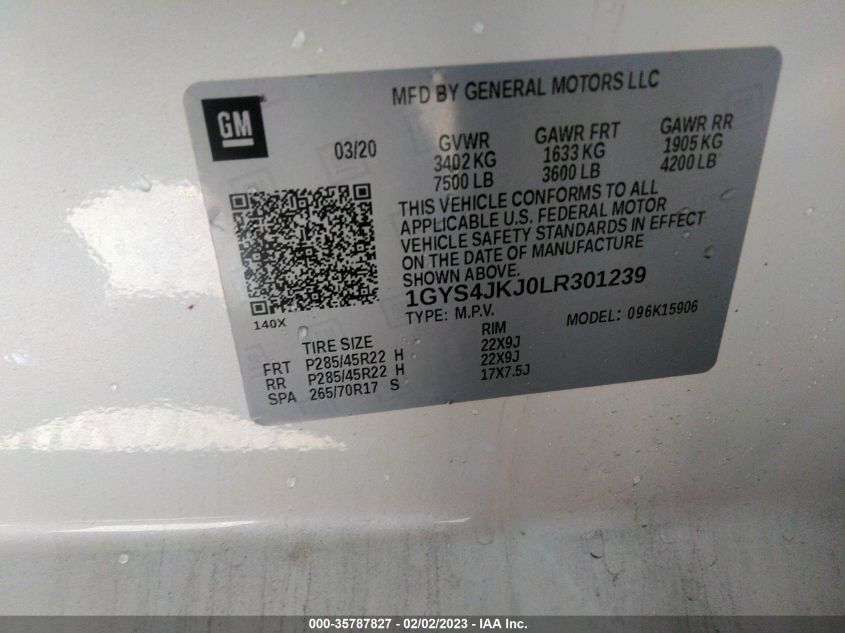 MFD BY GENERAL MOTORS LLC
GM
03/20
GVWR GAWR FRT GAWR RR
3402 KG 1633 KG 1905 KG
7500 LB 3600 LB 4200 LB
THIS VEHICLE CONFORMS TO ALL
APPLICABLE U.S. FEDERAL MOTOR
VEHICLE SAFETY STANDARDS IN EFFECT
ON THE DATE OF MANUFACTURE
SHOWN ABOVE.
1GYS4JKJ0LR301239
140X
TYPE: M.P.V. MODEL: 096K15906
TIRE SIZE RIM
FRT P285/45R22 H 22X9J
RR P285/45R22 H 22X9J
SPA 265/70R17 S 17X7.5J
000-35787827 - 02/02/2023 - IAA Inc.